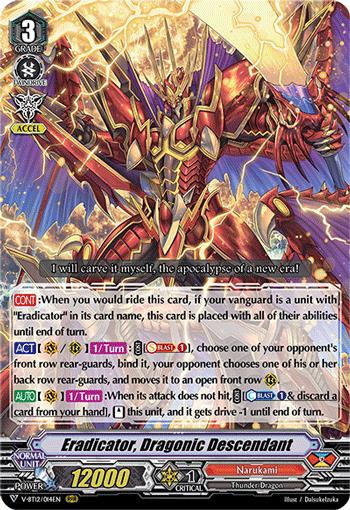 3
GRADE
TWINDRIVE
ACCEL
I will carve it myself, the apocalypse of a new era!
CONT:When you would ride this card, if your vanguard is a unit with
"Eradicator" in its card name, this card is placed with all of their abilities
until end of turn.
ACT【 / 】1/Turn :[BLAST 1], choose one of your opponent's
front row rear-guards, bind it, your opponent chooses one of his or her
back row rear-guards, and moves it to an open front row
AUTO【 / 】1/Turn :When its attack does not hit,[BLAST 1 & discard a
card from your hand], [ ] this unit, and it gets drive -1 until end of turn.
Eradicator, Dragonic Descendant
NORMAL
UNIT
POWER
12000
1
CRITICAL
Narukami
Thunder Dragon
V-BT12/014EN RRR
Illust / DaisukeIzuka